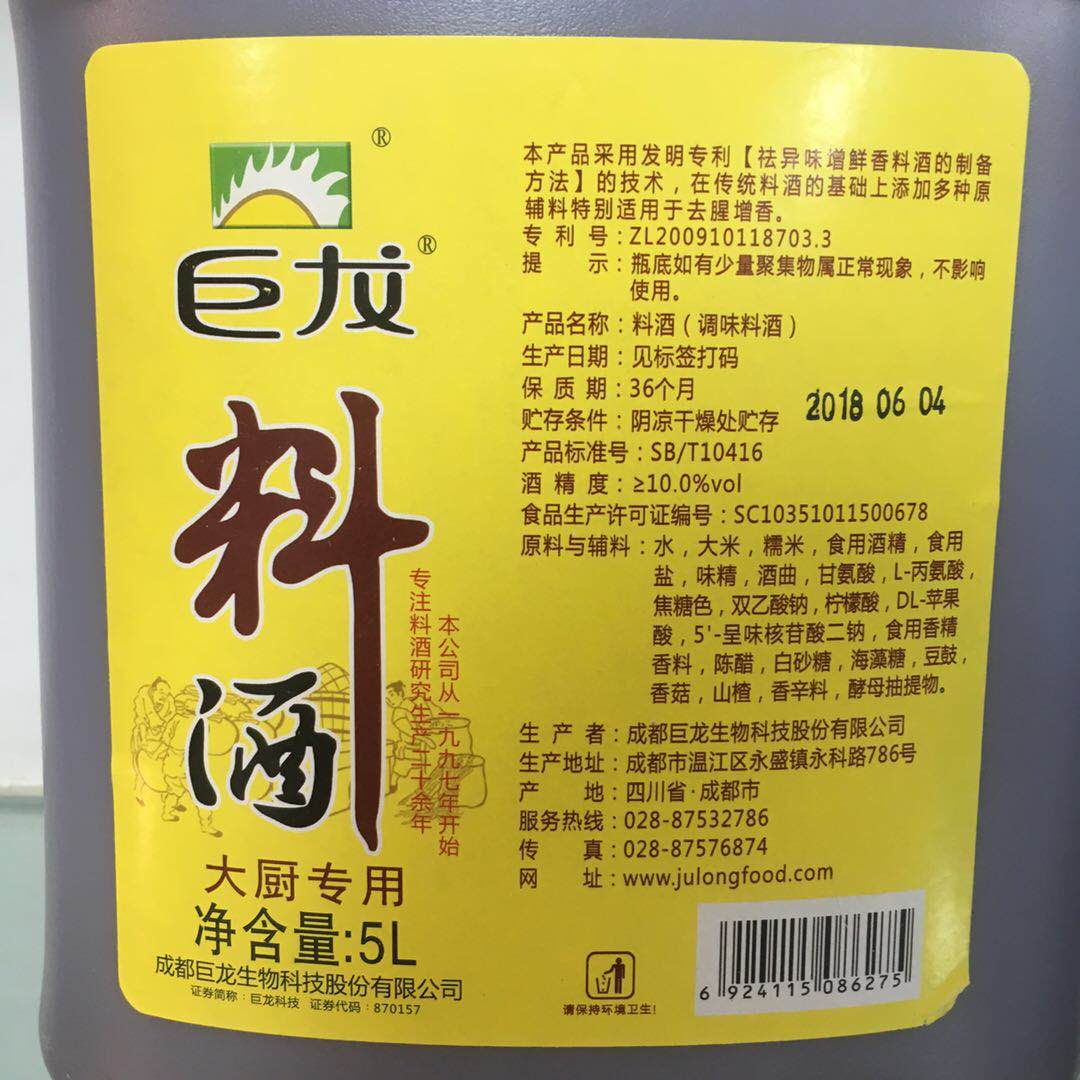 ®
巨龙®
料酒
本公司从一九九七年开始
专注料酒研究生产二十余年
大厨专用
净含量:5L
成都巨龙生物科技股份有限公司
证券简称：巨龙科技 证券代码：870157
本产品采用发明专利【祛异味增鲜香料酒的制备
方法】的技术，在传统料酒的基础上添加多种原
辅料特别适用于去腥增香。
专利号：ZL200910118703.3
提示：瓶底如有少量聚集物属正常现象，不影响
使用。
产品名称：料酒（调味料酒）
生产日期：见标签打码
保质期：36个月
2018 06 04
贮存条件：阴凉干燥处贮存
产品标准号：SB/T10416
酒精度：≥10.0%vol
食品生产许可证编号：SC10351011500678
原料与辅料：水，大米，糯米，食用酒精，食用
盐，味精，酒曲，甘氨酸，L-丙氨酸，
焦糖色，双乙酸钠，柠檬酸，DL-苹果
酸，5'-呈味核苷酸二钠，食用香精
香料，陈醋，白砂糖，海藻糖，豆鼓，
香菇，山楂，香辛料，酵母抽提物。
生产者：成都巨龙生物科技股份有限公司
生产地址：成都市温江区永盛镇永科路786号
产地：四川省·成都市
服务热线：028-87532786
传真：028-87576874
网址：www.julongfood.com
请保持环境卫生!
6 924115 086275